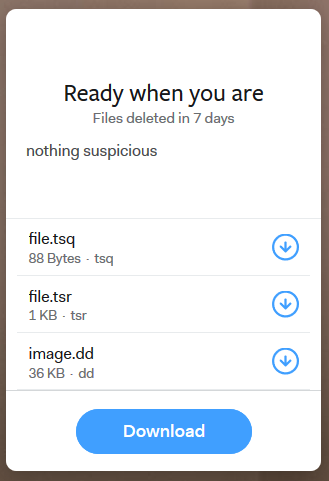 Ready when you are
Files deleted in 7 days
nothing suspicious
file.tsq
88 Bytes · tsq
file.tsr
1 KB · tsr
image.dd
36 KB · dd
Download